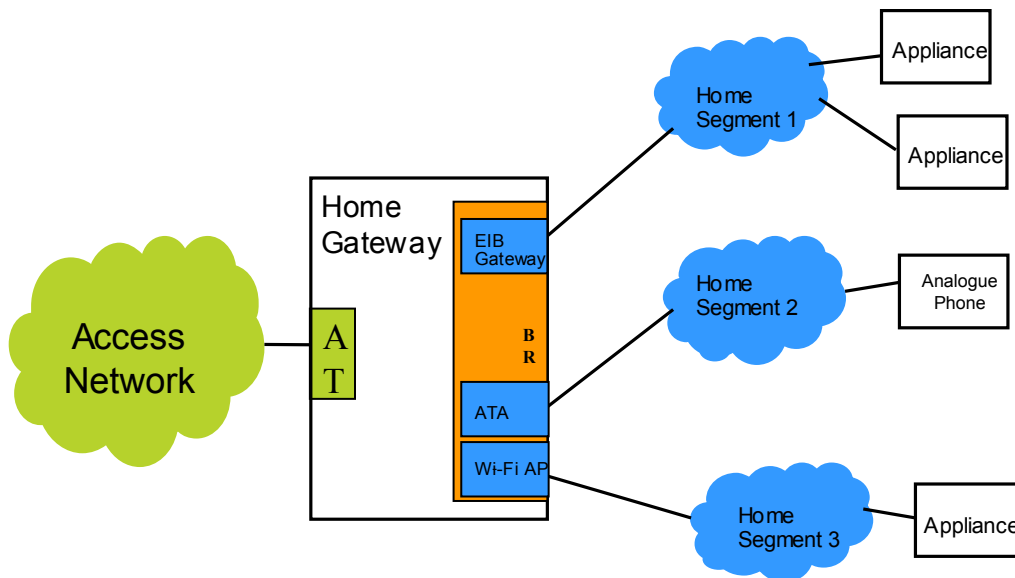 Access
Network
Home
Gateway
A
T
EIB
Gateway
B
R
ATA
Wi-Fi AP
Home
Segment 1
Appliance
Appliance
Home
Segment 2
Analogue
Phone
Home
Segment 3
Appliance